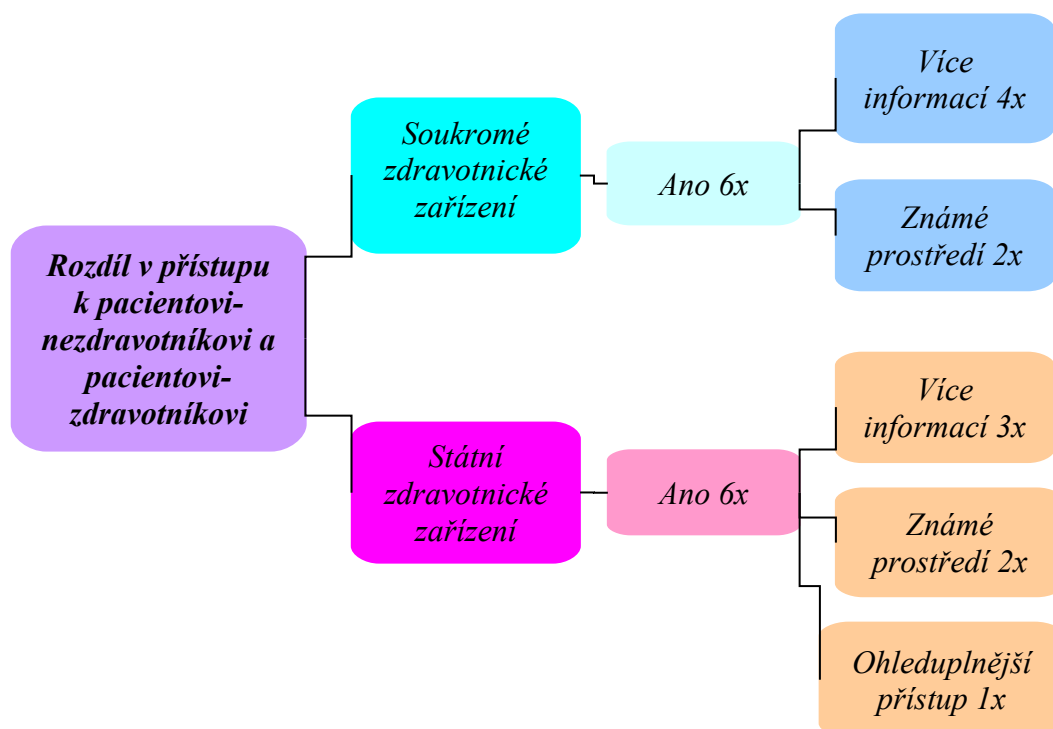 Rozdíl v přístupu
k pacientovi-
nezdravotníkovi a
pacientovi-
zdravotníkovi
Soukromé
zdravotnické
zařízení
Ano 6x
Více
informací 4x
Známé
prostředí 2x
Státní
zdravotnické
zařízení
Ano 6x
Více
informací 3x
Známé
prostředí 2x
Ohleduplnější
přístup 1x